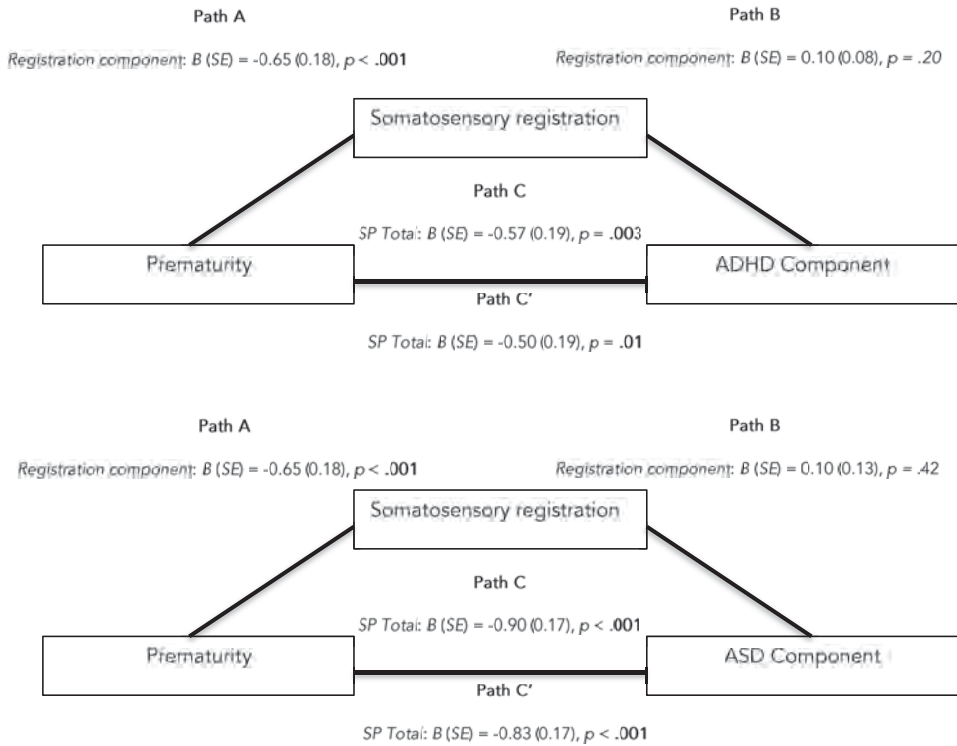 Path A
Path B
Registration component: B (SE) = -0.65 (0.18), p < .001
Registration component: B (SE) = 0.10 (0.08), p = .20
Somatosensory registration
Path C
SP Total: B (SE) = -0.57 (0.19), p = .003
Prematurity
ADHD Component
Path C'
SP Total: B (SE) = -0.50 (0.19), p = .01
Path A
Path B
Registration component: B (SE) = -0.65 (0.18), p < .001
Registration component: B (SE) = 0.10 (0.13), p = .42
Somatosensory registration
Path C
SP Total: B (SE) = -0.90 (0.17), p < .001
Prematurity
ASD Component
Path C'
SP Total: B (SE) = -0.83 (0.17), p < .001